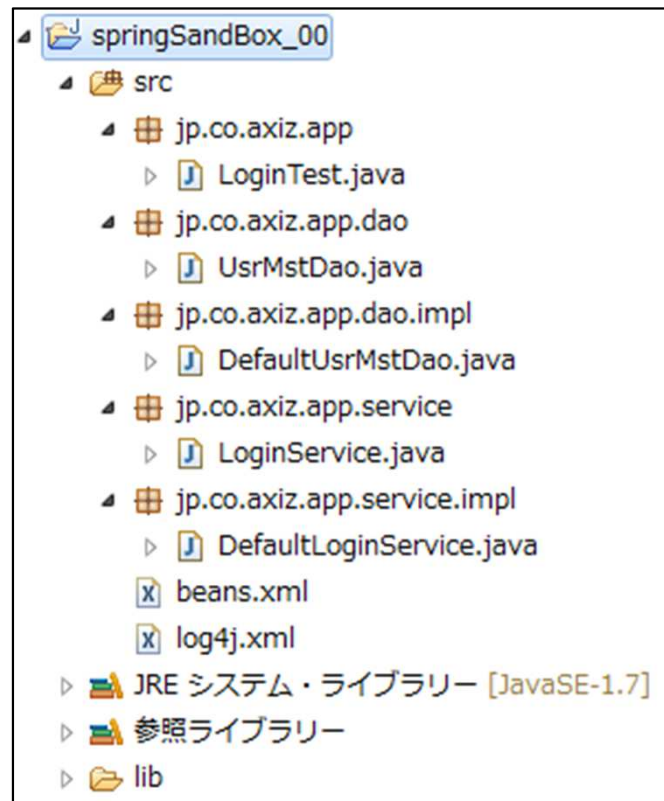 springSandBox_00
src
jp.co.axiz.app
LoginTest.java
jp.co.axiz.app.dao
UsrMstDao.java
jp.co.axiz.app.dao.impl
DefaultUsrMstDao.java
jp.co.axiz.app.service
LoginService.java
jp.co.axiz.app.service.impl
DefaultLoginService.java
beans.xml
log4j.xml
JRE システム・ライブラリー [JavaSE-1.7]
参照ライブラリー
lib